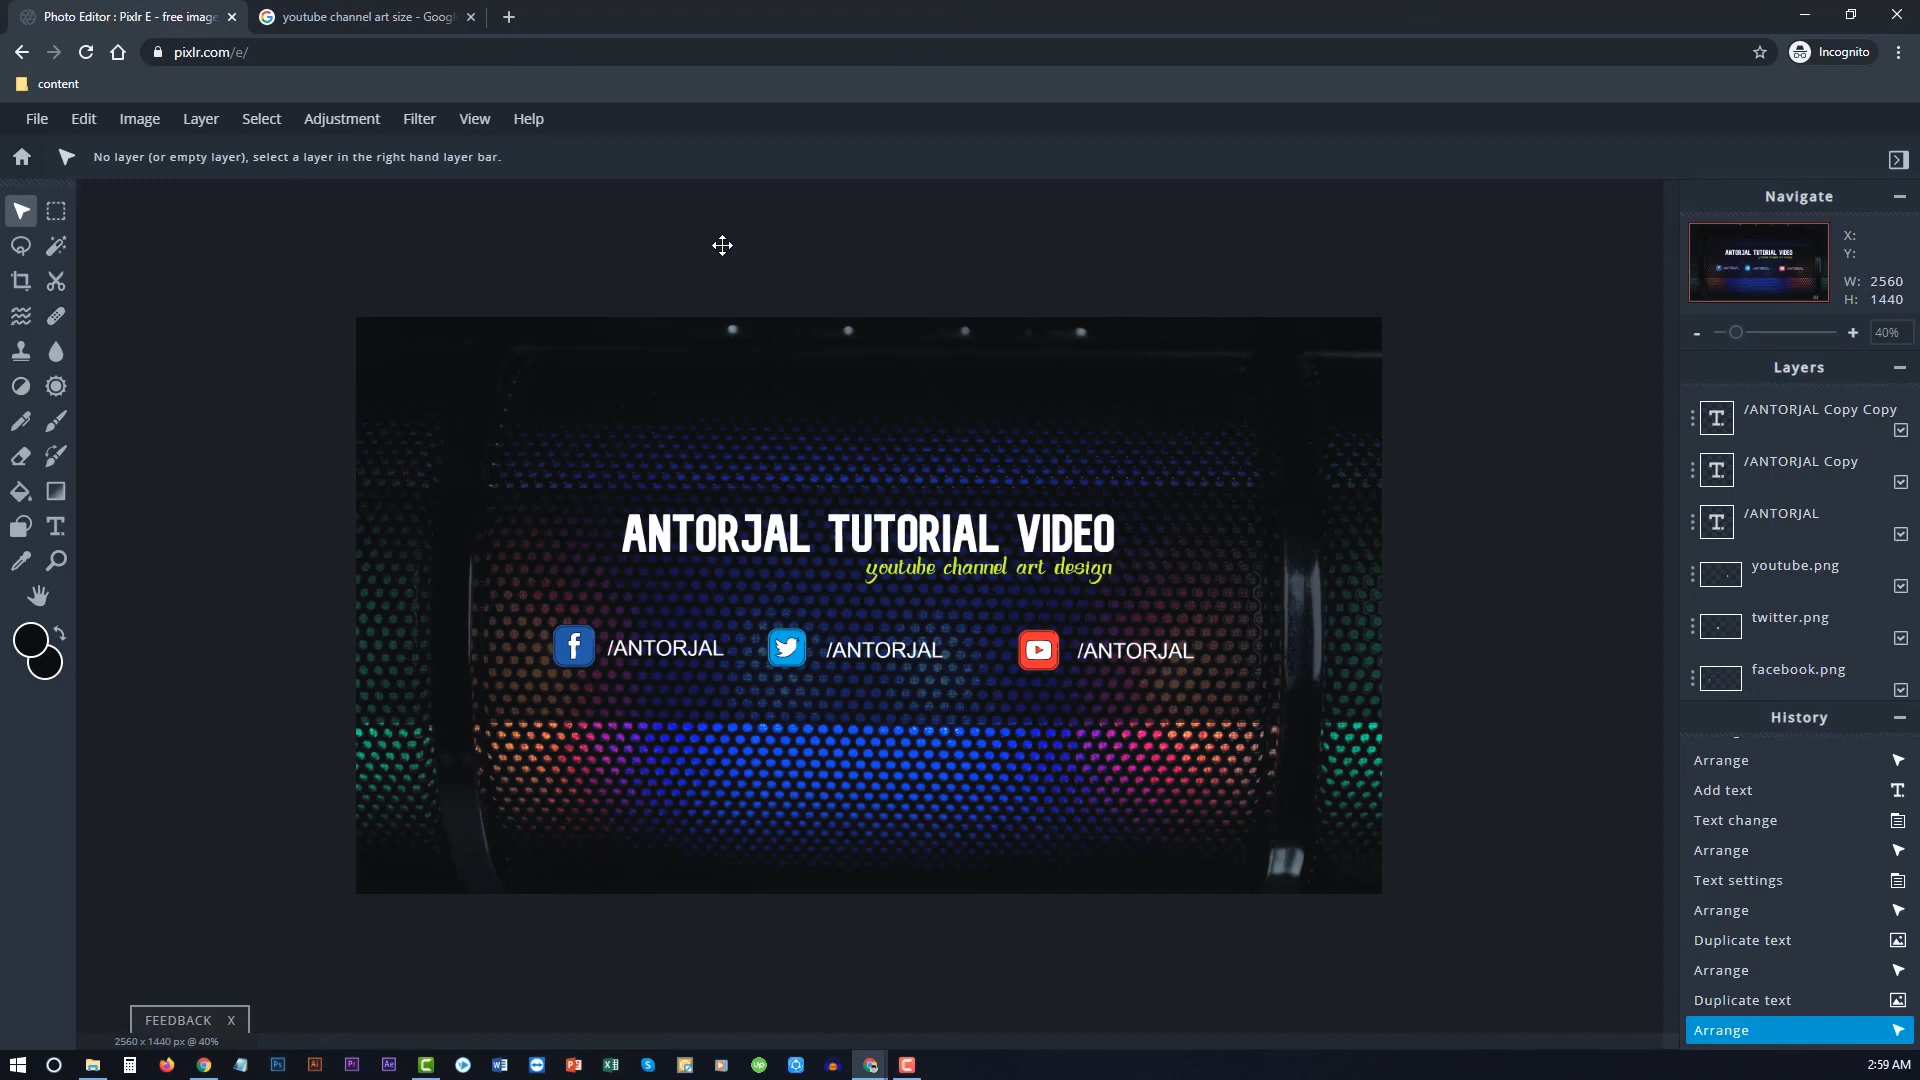 Photo Editor : Pixlr E - free image
youtube channel art size - Googl
pixlr.com/e/
Incognito
content
File Edit Image Layer Select Adjustment Filter View Help
No layer (or empty layer), select a layer in the right hand layer bar.
Navigate
X:
Y:
W: 2560
H: 1440
40%
Layers
/ANTORJAL Copy Copy
/ANTORJAL Copy
/ANTORJAL
youtube.png
twitter.png
facebook.png
ANTORJAL TUTORIAL VIDEO
youtube channel art design
/ANTORJAL /ANTORJAL /ANTORJAL
History
Arrange
Add text
Text change
Arrange
Text settings
Arrange
Duplicate text
Arrange
Duplicate text
Arrange
FEEDBACK X
2560 x 1440 px @ 40%
2:59 AM